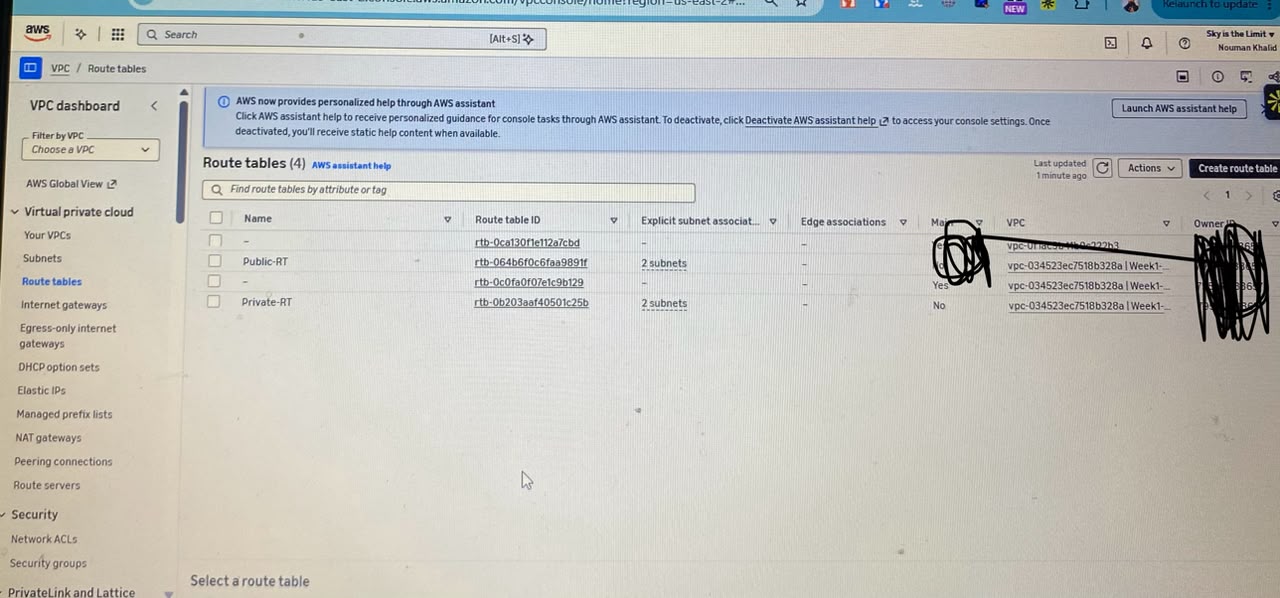 NEW
Relaunch to update
aws
Search
[Alt+S]
Sky is the Limit
Nouman Khalid
VPC / Route tables
VPC dashboard
Filter by VPC
Choose a VPC
AWS Global View
Virtual private cloud
Your VPCs
Subnets
Route tables
Internet gateways
Egress-only internet
gateways
DHCP option sets
Elastic IPs
Managed prefix lists
NAT gateways
Peering connections
Route servers
Security
Network ACLs
Security groups
PrivateLink and Lattice
AWS now provides personalized help through AWS assistant
Click AWS assistant help to receive personalized guidance for console tasks through AWS assistant. To deactivate, click Deactivate AWS assistant help to access your console settings. Once
deactivated, you'll receive static help content when available.
Launch AWS assistant help
Route tables (4) AWS assistant help
Last updated
1 minute ago
Actions
Create route table
Find route tables by attribute or tag
1
Name Route table ID Explicit subnet associat... Edge associations VPC Owner
– rtb-0ca130f1e112a7cbd – –
Public-RT rtb-064b6f0c6faa9891f 2 subnets – vpc-034523ec7518b328a | Week1-...
– rtb-0c0fa0f07e1c9b129 – – Yes vpc-034523ec7518b328a | Week1-...
Private-RT rtb-0b203aaf40501c25b 2 subnets – No vpc-034523ec7518b328a | Week1-...
Select a route table